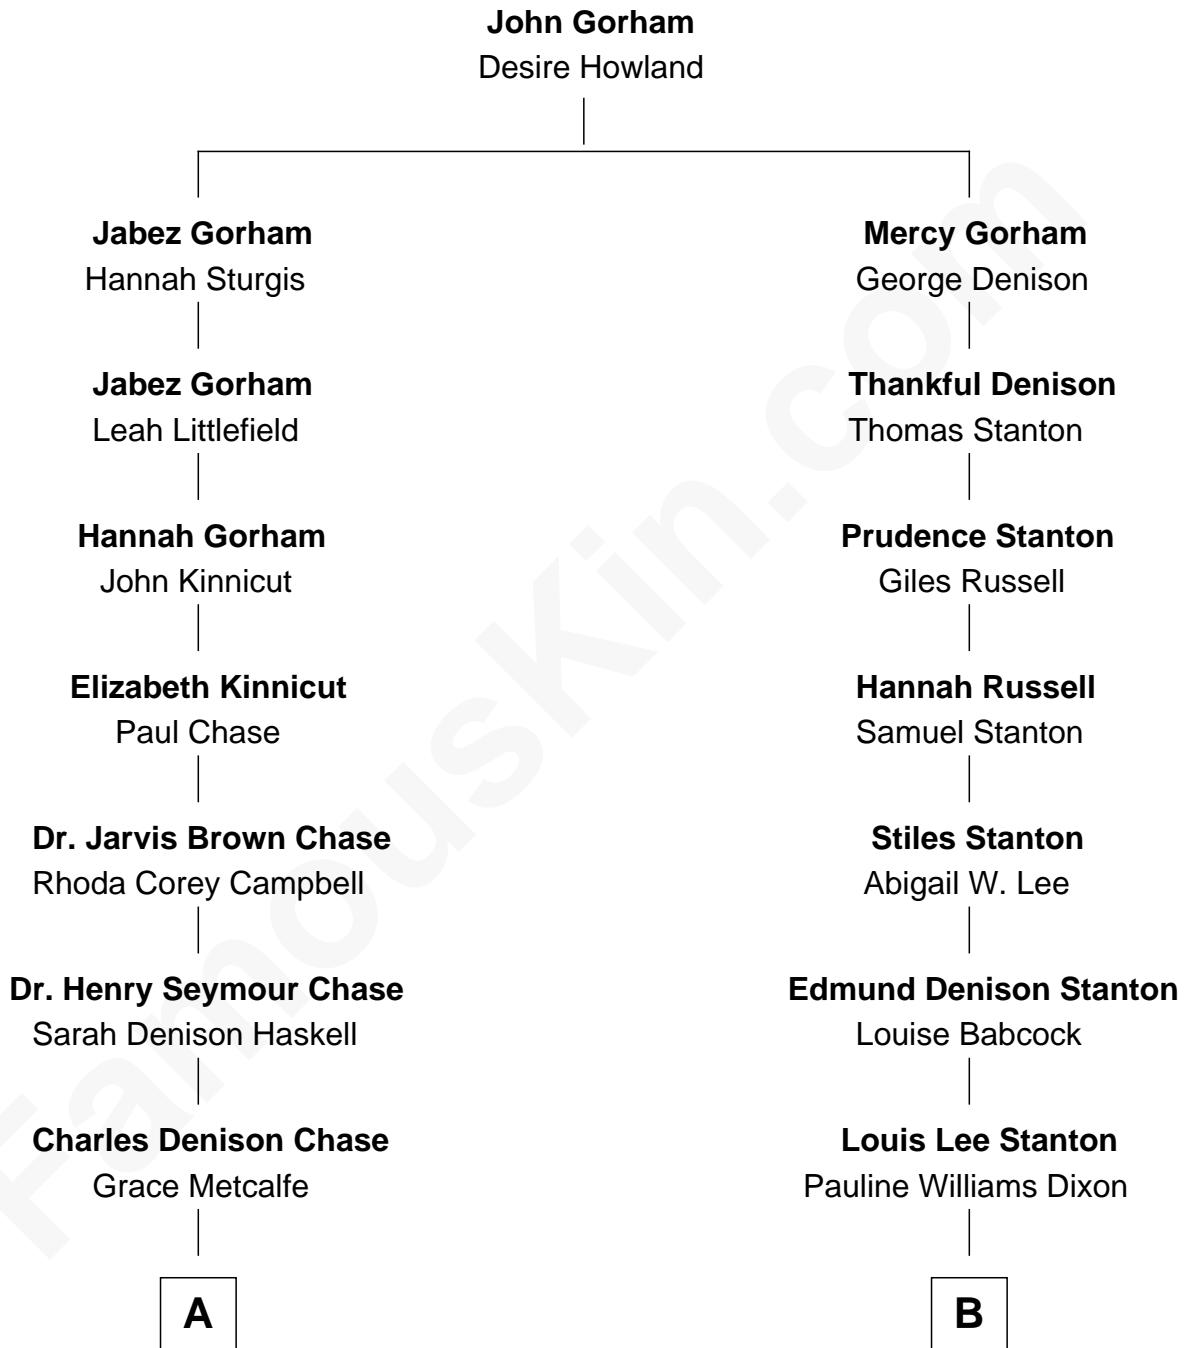 John Gorham
Desire Howland
Jabez Gorham
Hannah Sturgis
Mercy Gorham
George Denison
Jabez Gorham
Leah Littlefield
Thankful Denison
Thomas Stanton
Hannah Gorham
John Kinnicut
Prudence Stanton
Giles Russell
Elizabeth Kinnicut
Paul Chase
Hannah Russell
Samuel Stanton
Dr. Jarvis Brown Chase
Rhoda Corey Campbell
Stiles Stanton
Abigail W. Lee
Dr. Henry Seymour Chase
Sarah Denison Haskell
Edmund Denison Stanton
Louise Babcock
Charles Denison Chase
Grace Metcalfe
Louis Lee Stanton
Pauline Williams Dixon
A
B
FamousKin.com